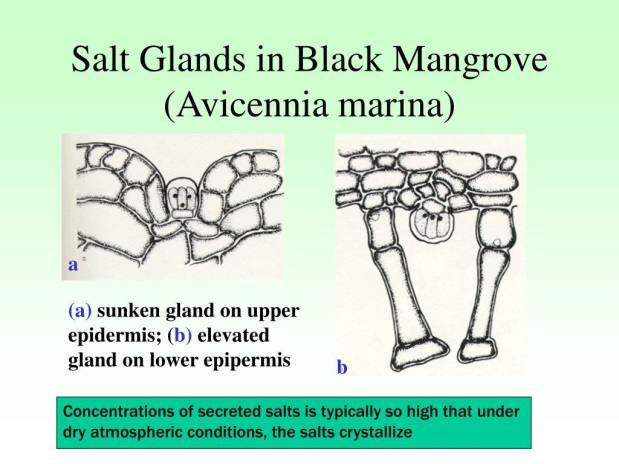 Salt Glands in Black Mangrove
(Avicennia marina)
a
(a) sunken gland on upper
epidermis; (b) elevated
gland on lower epipermis
b
Concentrations of secreted salts is typically so high that under
dry atmospheric conditions, the salts crystallize